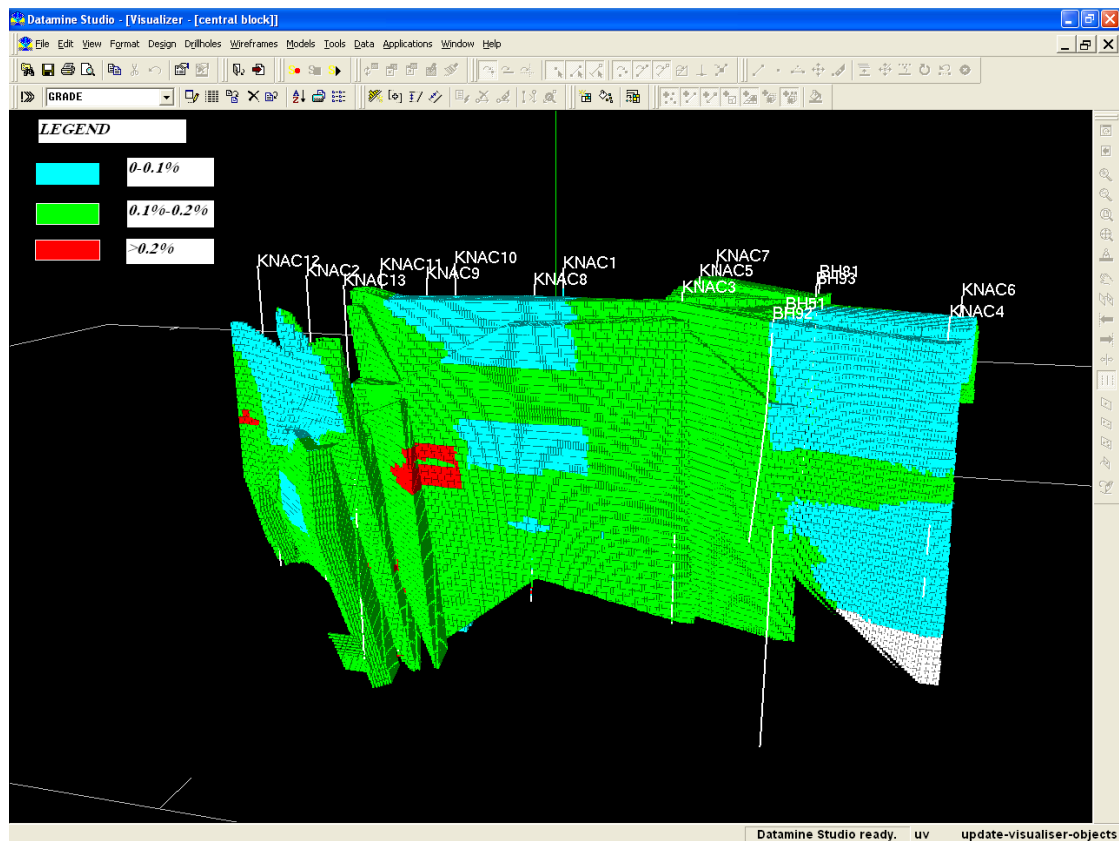 Datamine Studio - [Visualizer - [central block]]
File Edit View Format Design Drillholes Wireframes Models Tools Data Applications Window Help
GRADE
LEGEND
0-0.1%
0.1%-0.2%
>0.2%
KNAC12
KNAC2
KNAC13
KNAC11
KNAC9
KNAC10
KNAC8
KNAC1
KNAC7
KNAC5
KNAC3
BH81
BH93
BH51
BH92
KNAC6
KNAC4
Datamine Studio ready. uv update-visualiser-objects